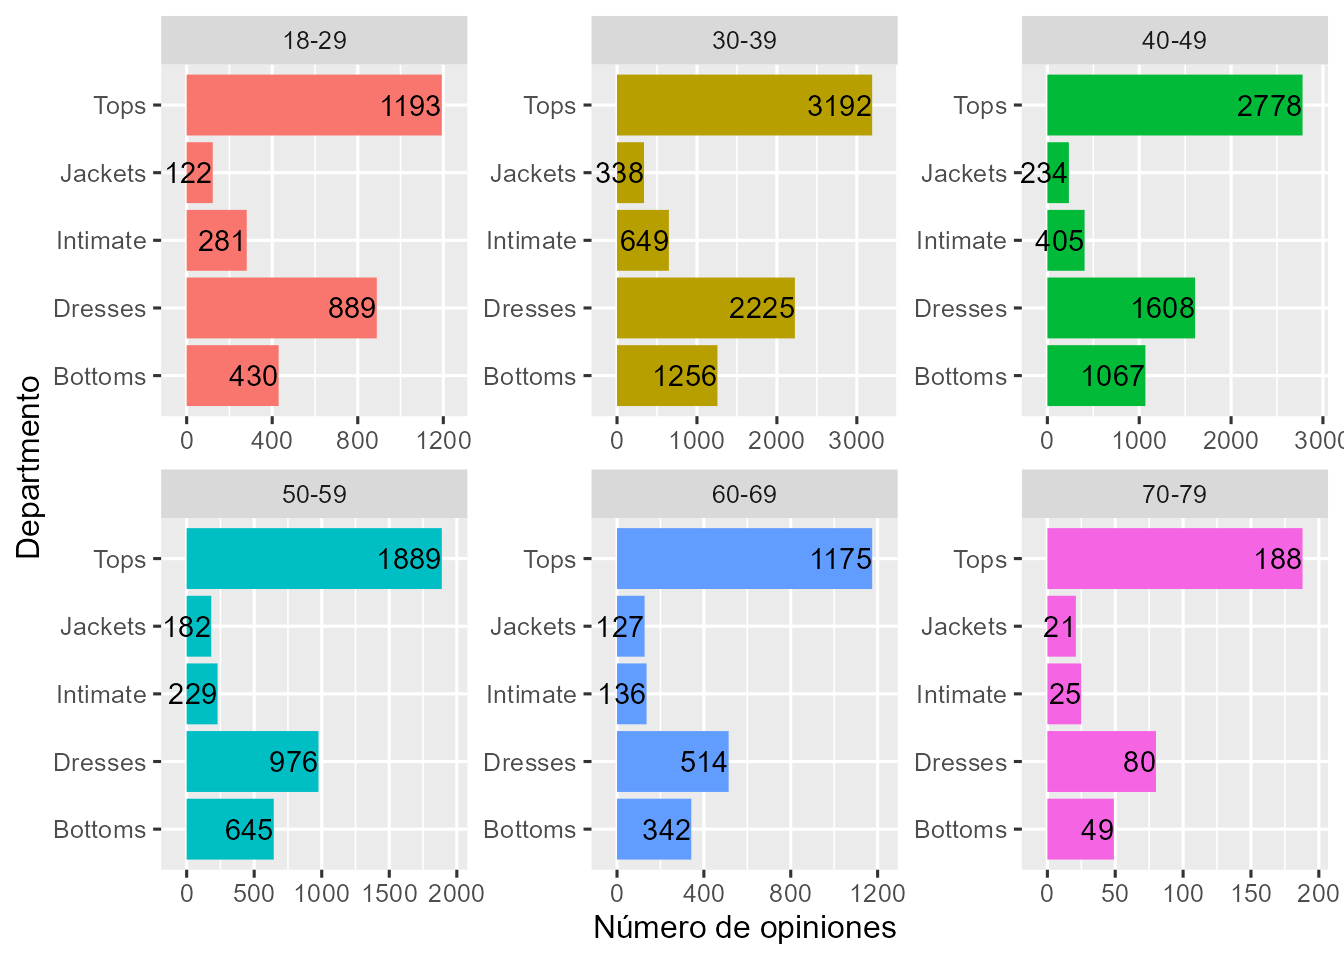 18-29
Tops 1193
Jackets 122
Intimate 281
Dresses 889
Bottoms 430
0 400 800 1200
30-39
Tops 3192
Jackets 338
Intimate 649
Dresses 2225
Bottoms 1256
0 1000 2000 3000
40-49
Tops 2778
Jackets 234
Intimate 405
Dresses 1608
Bottoms 1067
0 1000 2000 3000
50-59
Tops 1889
Jackets 182
Intimate 229
Dresses 976
Bottoms 645
0 500 1000 1500 2000
60-69
Tops 1175
Jackets 127
Intimate 136
Dresses 514
Bottoms 342
0 400 800 1200
70-79
Tops 188
Jackets 21
Intimate 25
Dresses 80
Bottoms 49
0 50 100 150 200
Departmento
Número de opiniones